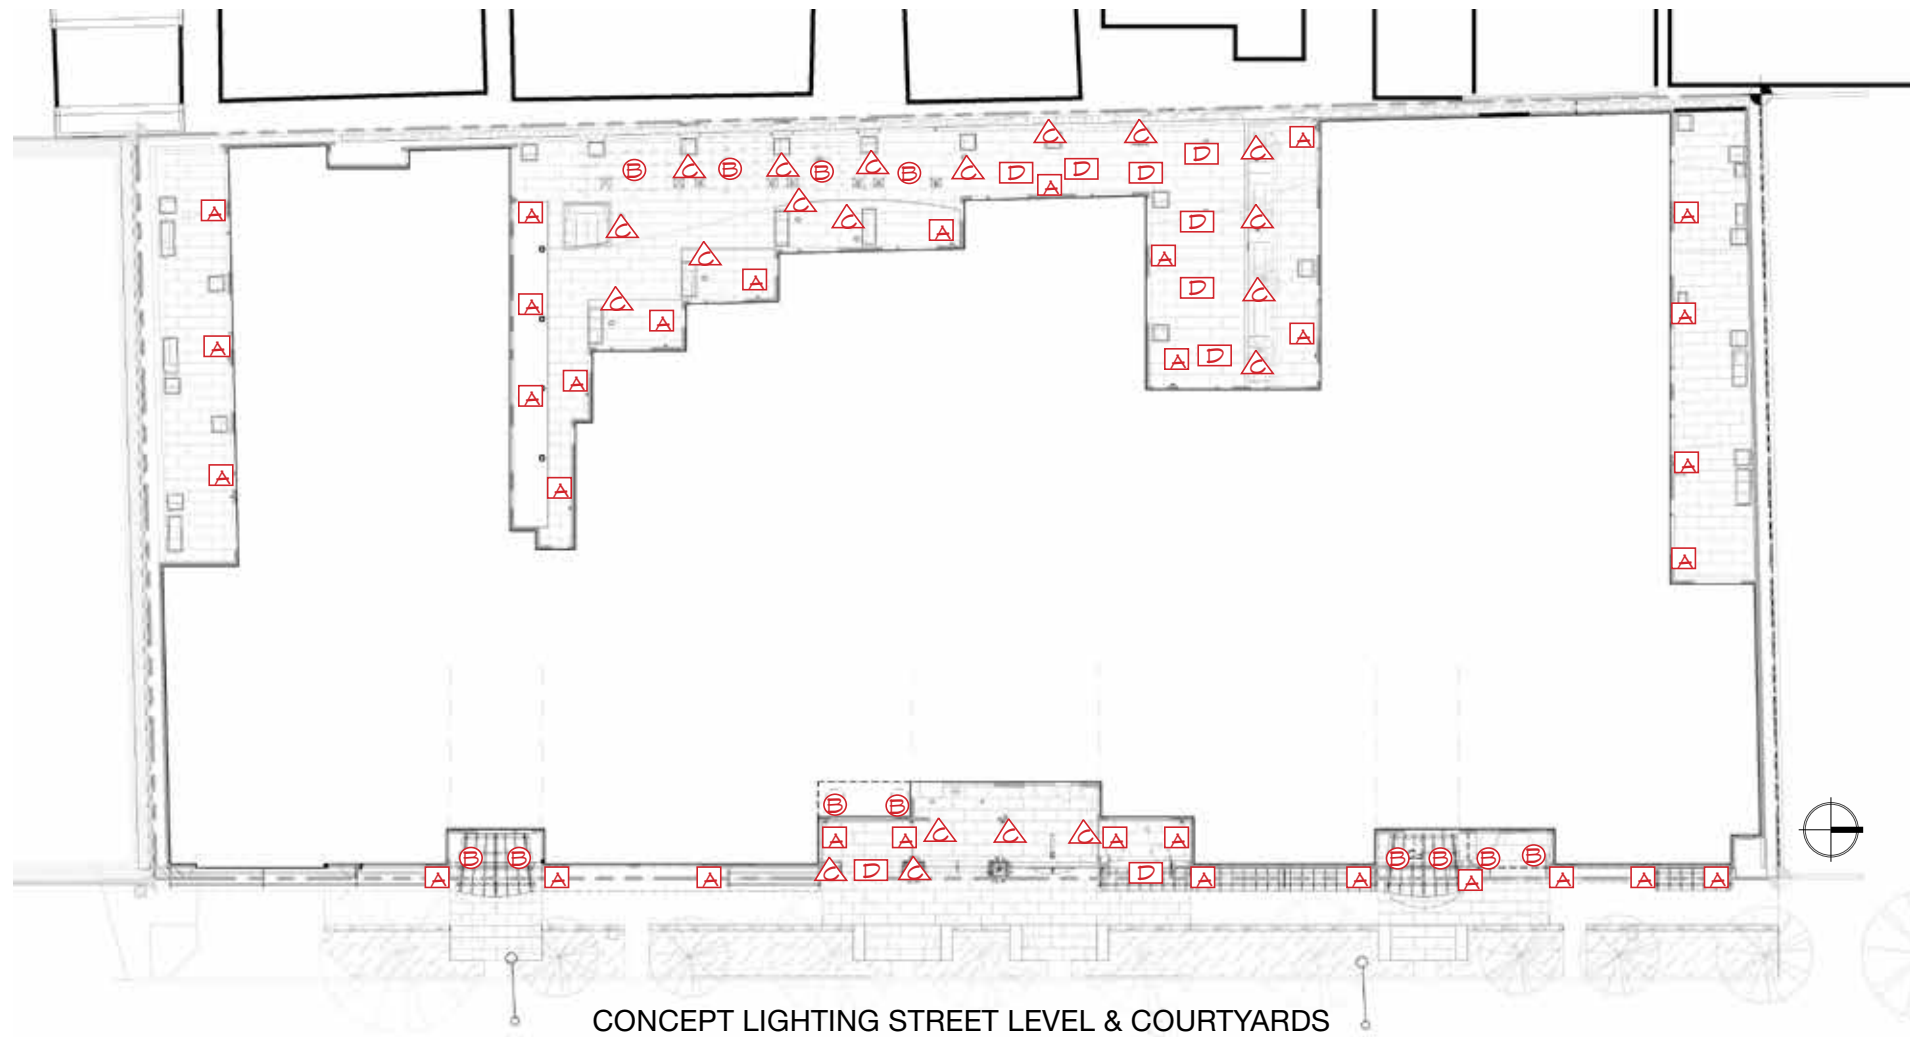 C C A
B C B C B C B C D D D D C
A A A C C A D C A A
C A C A D C A
C A A A
A A A D C
A A
A A A A
B B
A A C C C A A
B B C D C D B B B B
A A A A A A A A A
CONCEPT LIGHTING STREET LEVEL & COURTYARDS